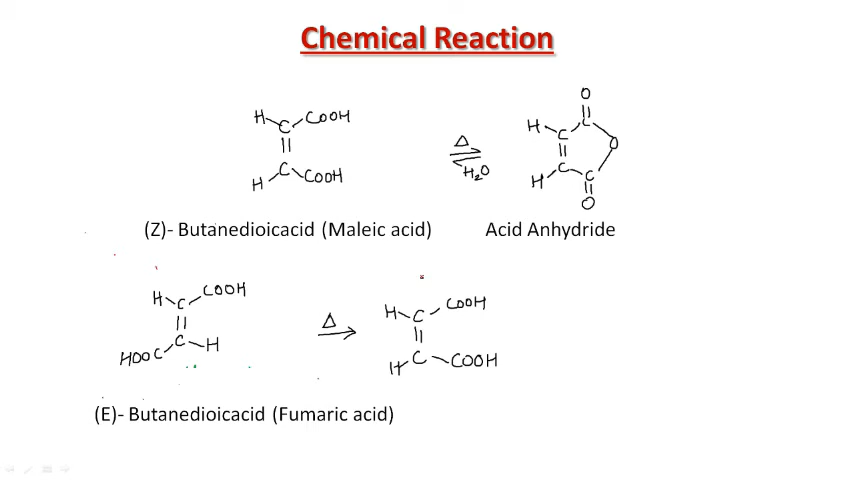 Chemical Reaction
H C COOH
C
H COOH
Δ
H₂O
O
H C C
O
H C C
O
(Z)- Butanedioicacid (Maleic acid) Acid Anhydride
H C COOH
HOOC C H
Δ
H C COOH
H C COOH
(E)- Butanedioicacid (Fumaric acid)